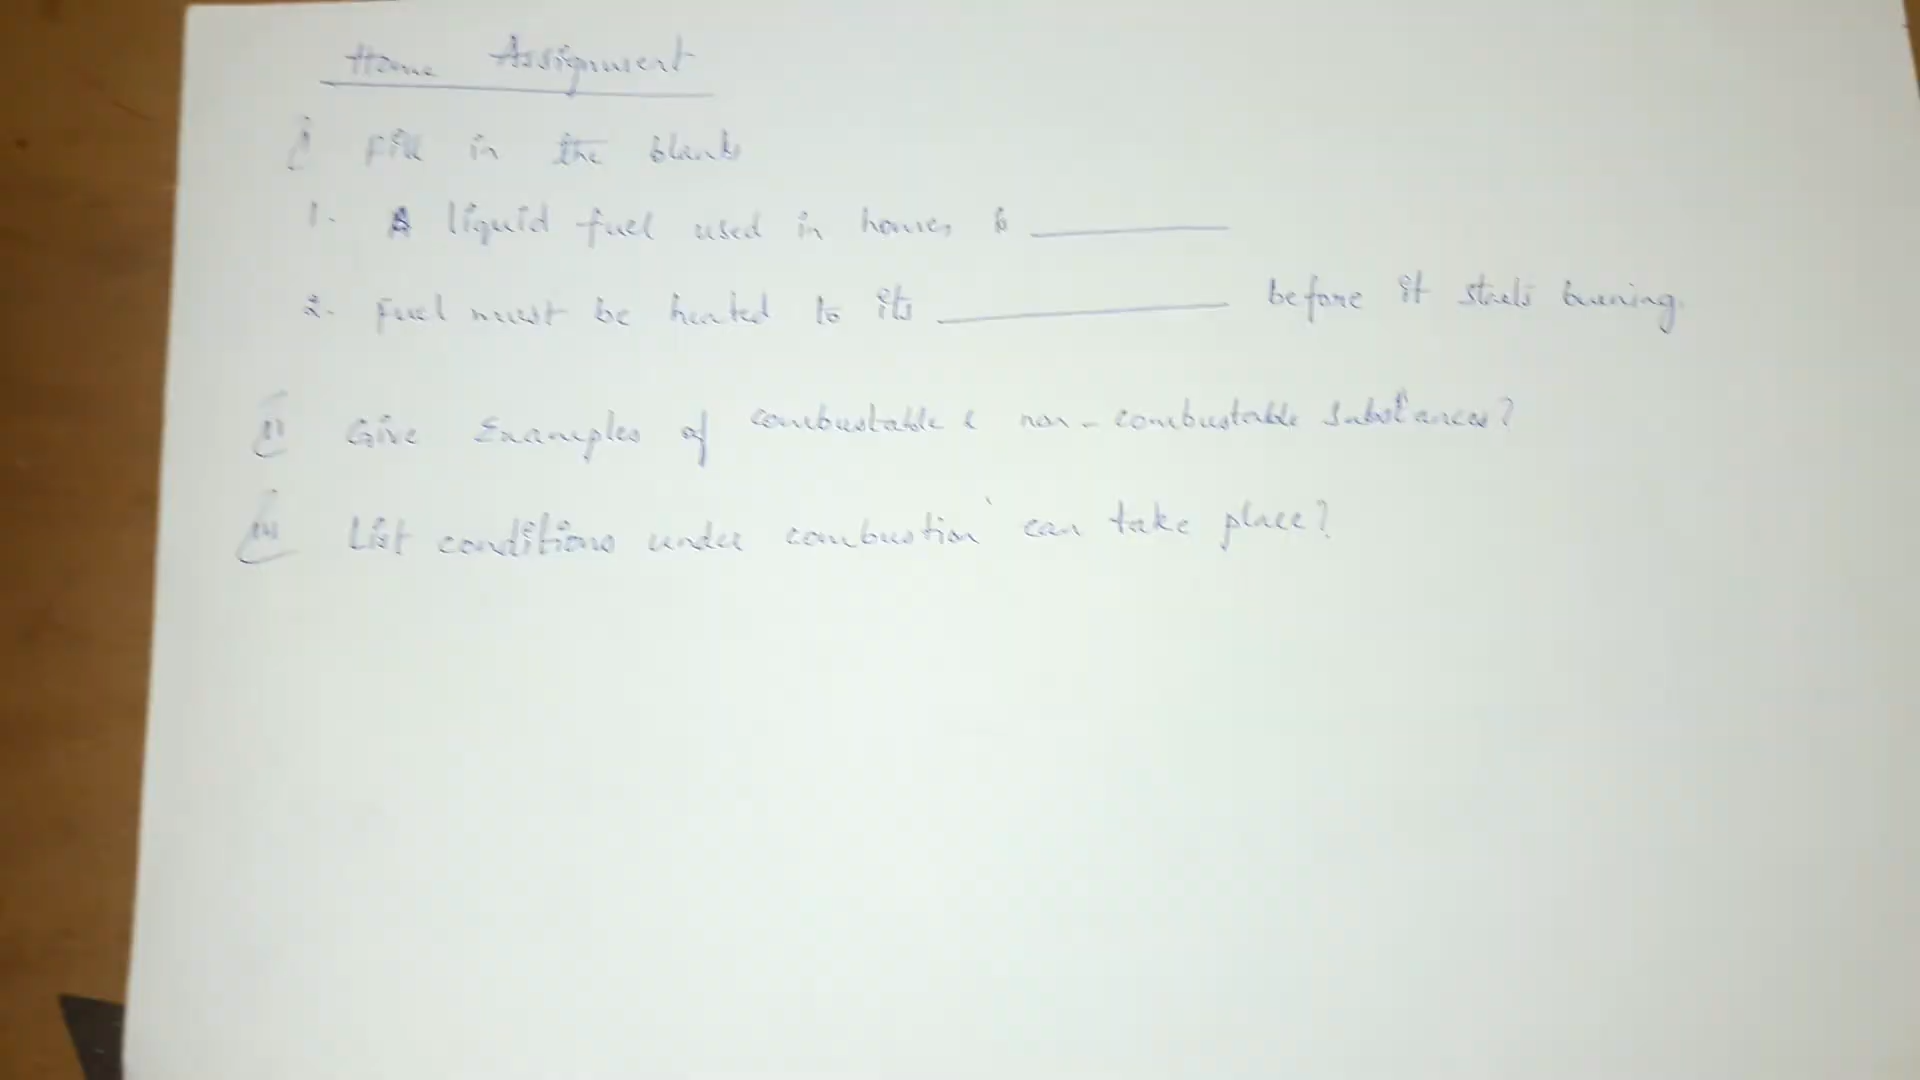 Home Assignment
I Fill in the blanks
1. A liquid fuel used in homes is ____
2. Fuel must be heated to its ____ before it starts burning.
II Give Examples of combustable & non-combustable substances?
III List conditions under combustion can take place?